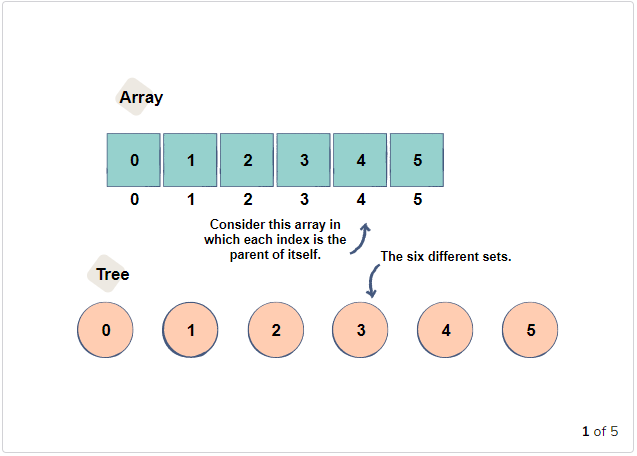 Array
0 1 2 3 4 5
0 1 2 3 4 5
Consider this array in
which each index is the
parent of itself.
The six different sets.
Tree
0 1 2 3 4 5
1 of 5